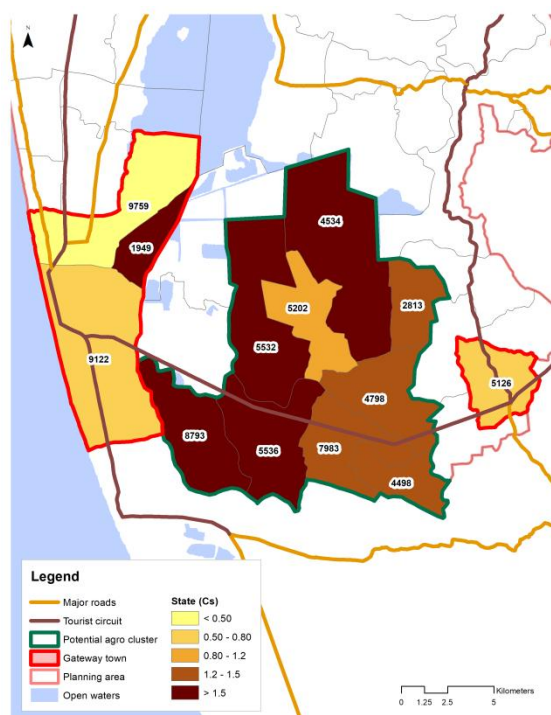 N
9759
4534
1949
2813
5202
5532
9122
5126
4798
8793
5536
7983
4498
Legend
Major roads
Tourist circuit
Potential agro cluster
Gateway town
Planning area
Open waters
State (Cs)
< 0.50
0.50 - 0.80
0.80 - 1.2
1.2 - 1.5
> 1.5
0 1.25 2.5 5
Kilometers